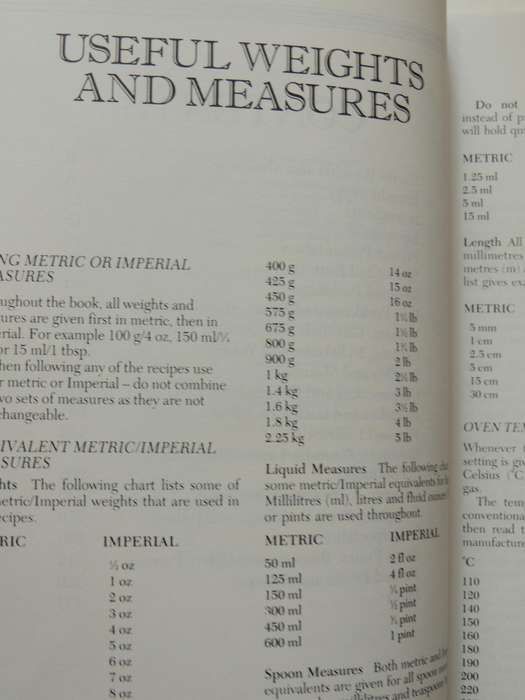 USEFUL WEIGHTS
AND MEASURES
NG METRIC OR IMPERIAL
ASURES
ughout the book, all weights and
ures are given first in metric, then in
erial. For example 100 g/4 oz, 150 ml/¼
or 15 ml/1 tbsp.
hen following any of the recipes use
r metric or Imperial – do not combine
wo sets of measures as they are not
changeable.
IVALENT METRIC/IMPERIAL
SURES
hts The following chart lists some of
etric/Imperial weights that are used in
ecipes.
RIC IMPERIAL
½ oz
1 oz
2 oz
3 oz
4 oz
5 oz
6 oz
7 oz
8 oz
400 g 14 oz
425 g 15 oz
450 g 16 oz
575 g 1¼ lb
675 g 1½ lb
800 g 1¾ lb
900 g 2 lb
1 kg 2¼ lb
1.4 kg 3 lb
1.6 kg 3½ lb
1.8 kg 4 lb
2.25 kg 5 lb
Liquid Measures The following cha
some metric/Imperial equivalents for
Millilitres (ml), litres and fluid ounce
or pints are used throughout.
METRIC IMPERIAL
50 ml 2 fl oz
125 ml 4 fl oz
150 ml ¼ pint
300 ml ½ pint
450 ml ¾ pint
600 ml 1 pint
Spoon Measures Both metric and
equivalents are given for all spoon
Do not
instead of p
will hold qu
METRIC
1.25 ml
2.5 ml
5 ml
15 ml
Length All
millimetres
metres (m)
list gives exa
METRIC
5 mm
1 cm
2.5 cm
5 cm
15 cm
30 cm
OVEN TEM
Whenever t
setting is giv
Celsius (°C
gas.
The temp
conventiona
then read t
manufacture
°C
110
120
140
150
160
180
190
200
220